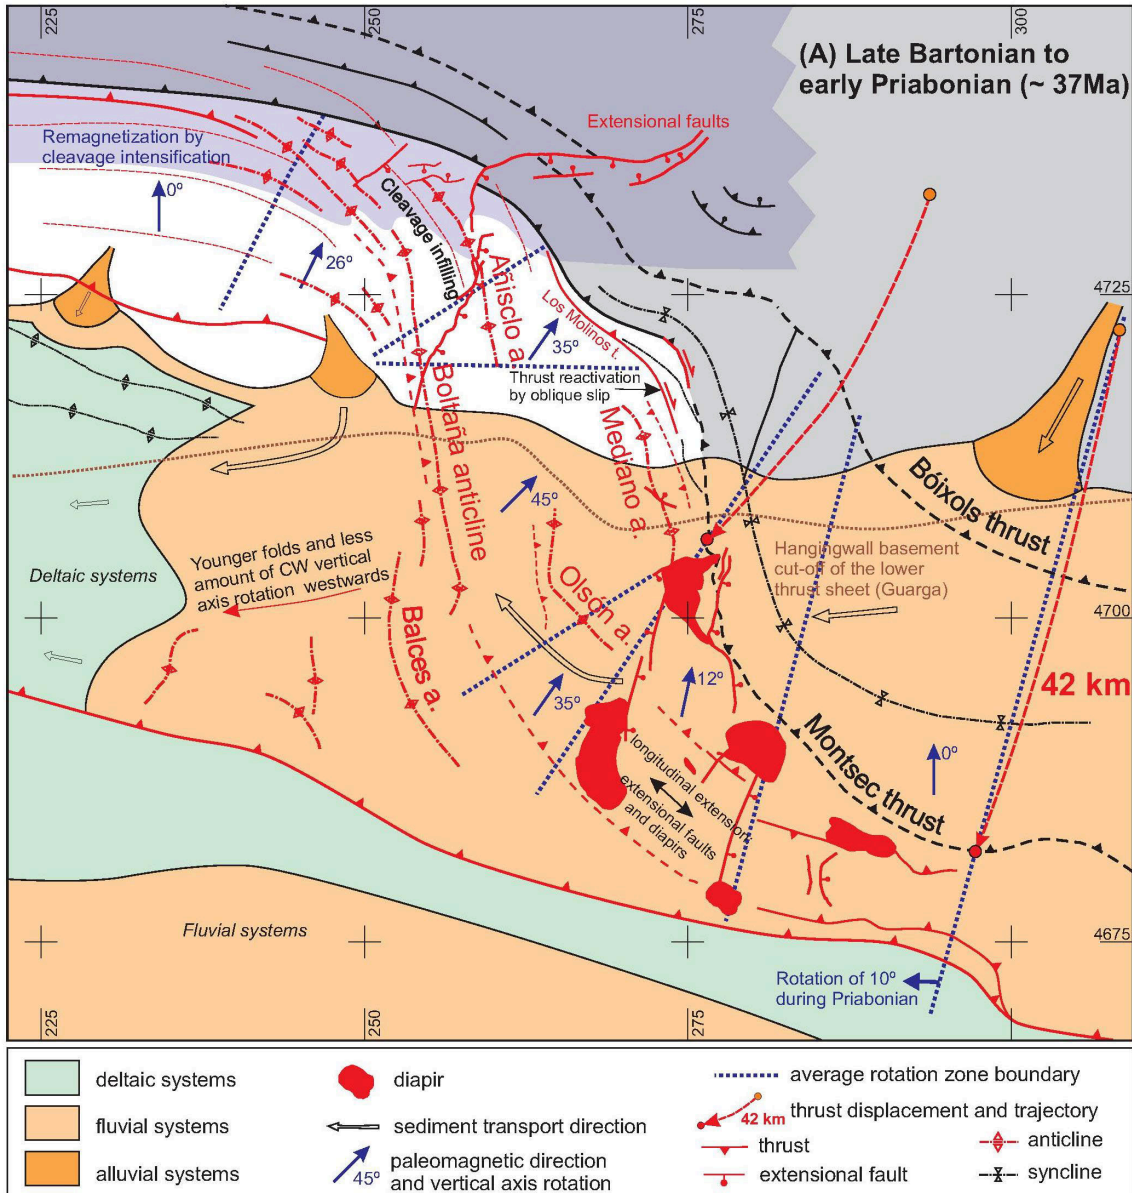 225
250
275
300
(A) Late Bartonian to
early Priabonian (~ 37Ma)
Extensional faults
Remagnetization by
cleavage intensification
0º
26º
Cleavage infilling
Añisclo a.
35º
Los Molinos t.
4725
Thrust reactivation
by oblique slip
Boltaña anticline
Mediano a.
45º
Bóixols thrust
Younger folds and less
amount of CW vertical
axis rotation westwards
Deltaic systems
Hangingwall basement
cut-off of the lower
thrust sheet (Guarga)
Olsón a.
Balces a.
4700
42 km
12º
35º
0º
Montsec thrust
longitudinal extension:
extensional faults
and diapirs
Fluvial systems
4675
Rotation of 10º
during Priabonian
225
250
275
300
deltaic systems
fluvial systems
alluvial systems
diapir
sediment transport direction
45º
paleomagnetic direction
and vertical axis rotation
average rotation zone boundary
42 km
thrust displacement and trajectory
thrust
extensional fault
anticline
syncline